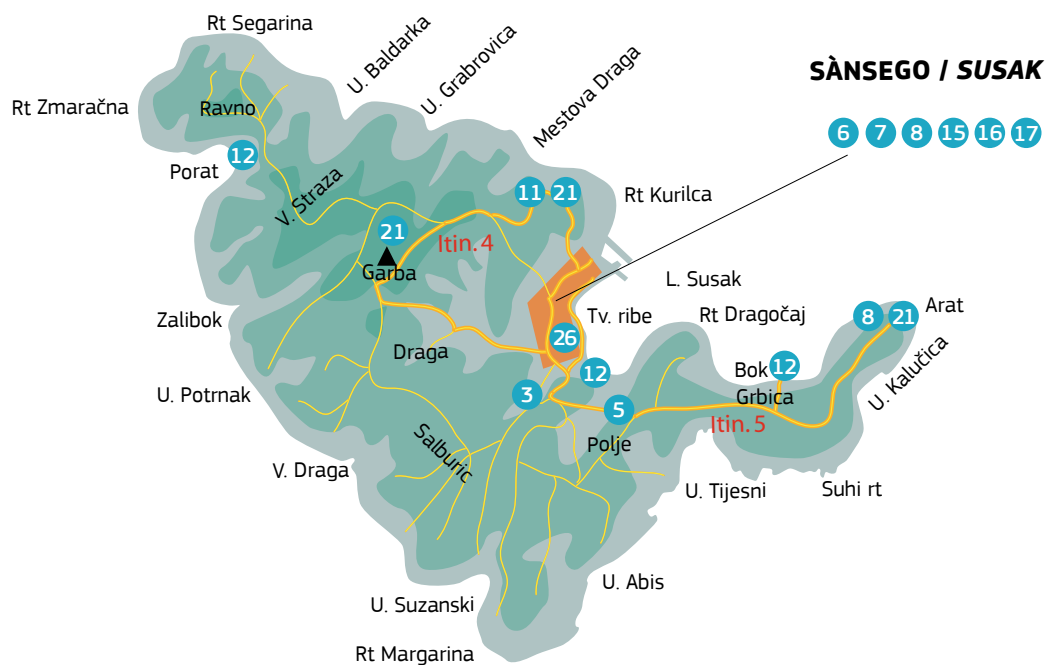 Rt Segarina
U. Baldarka
U. Grabrovica
Mestova Draga
SÀNSEGO / SUSAK
6 7 8 15 16 17
Rt Zmaračna
Ravno
12
Porat
V. Straza
11 21
Rt Kurilca
21
Itin. 4
Garba
L. Susak
Zalibok
Tv. ribe
Rt Dragočaj
8 21
Arat
26
Draga
12
Bok 12
U. Kalučica
U. Potrnak
3
5
Grbica
Itin. 5
Salburic
Polje
V. Draga
U. Tijesni
Suhi rt
U. Abis
U. Suzanski
Rt Margarina